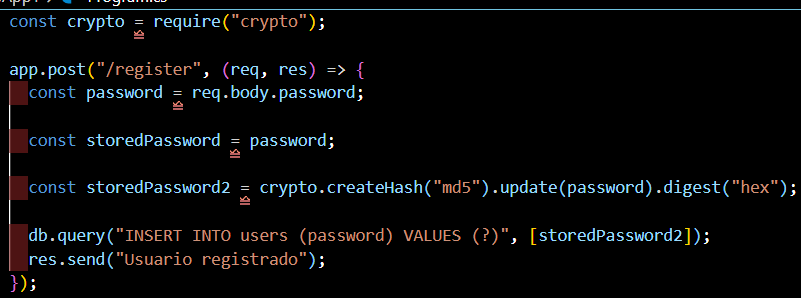 const crypto = require("crypto");
app.post("/register", (req, res) => {
const password = req.body.password;
const storedPassword = password;
const storedPassword2 = crypto.createHash("md5").update(password).digest("hex");
db.query("INSERT INTO users (password) VALUES (?)", [storedPassword2]);
res.send("Usuario registrado");
});